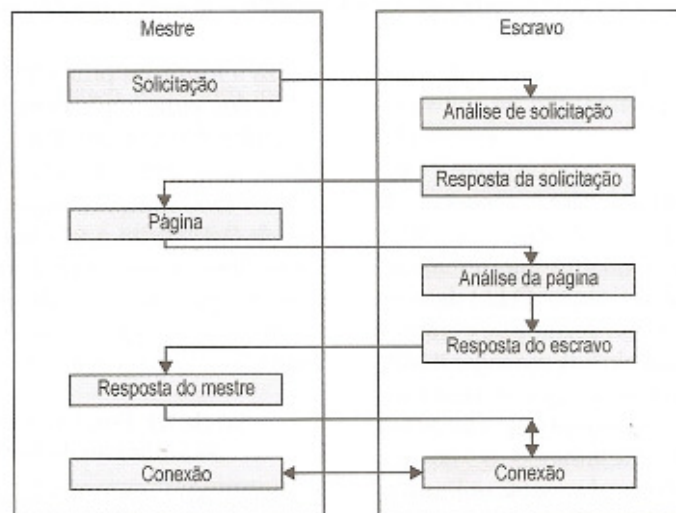 Mestre
Escravo
Solicitação
Análise de solicitação
Resposta da solicitação
Página
Análise da página
Resposta do escravo
Resposta do mestre
Conexão
Conexão